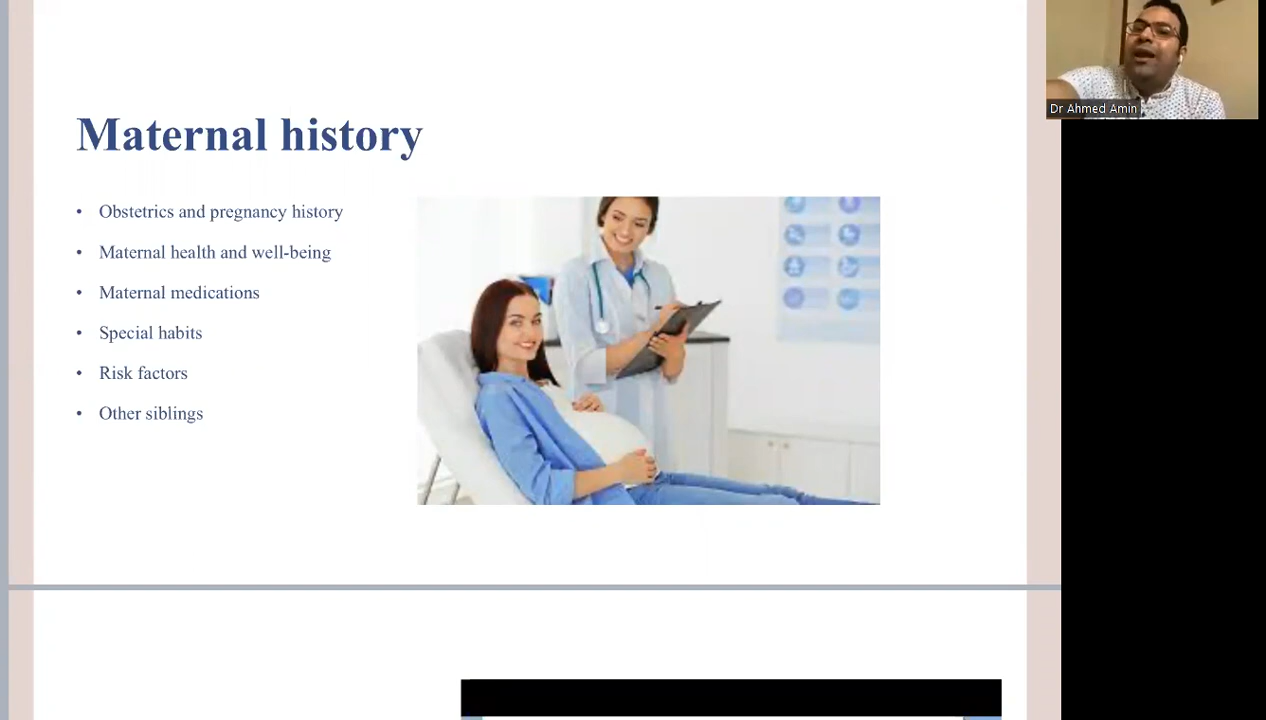 Maternal history
• Obstetrics and pregnancy history
• Maternal health and well-being
• Maternal medications
• Special habits
• Risk factors
• Other siblings
Dr Ahmed Amin